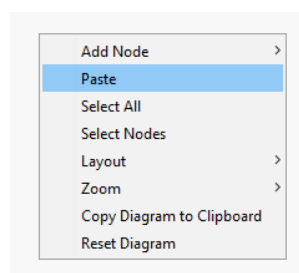 Add Node
Paste
Select All
Select Nodes
Layout
Zoom
Copy Diagram to Clipboard
Reset Diagram